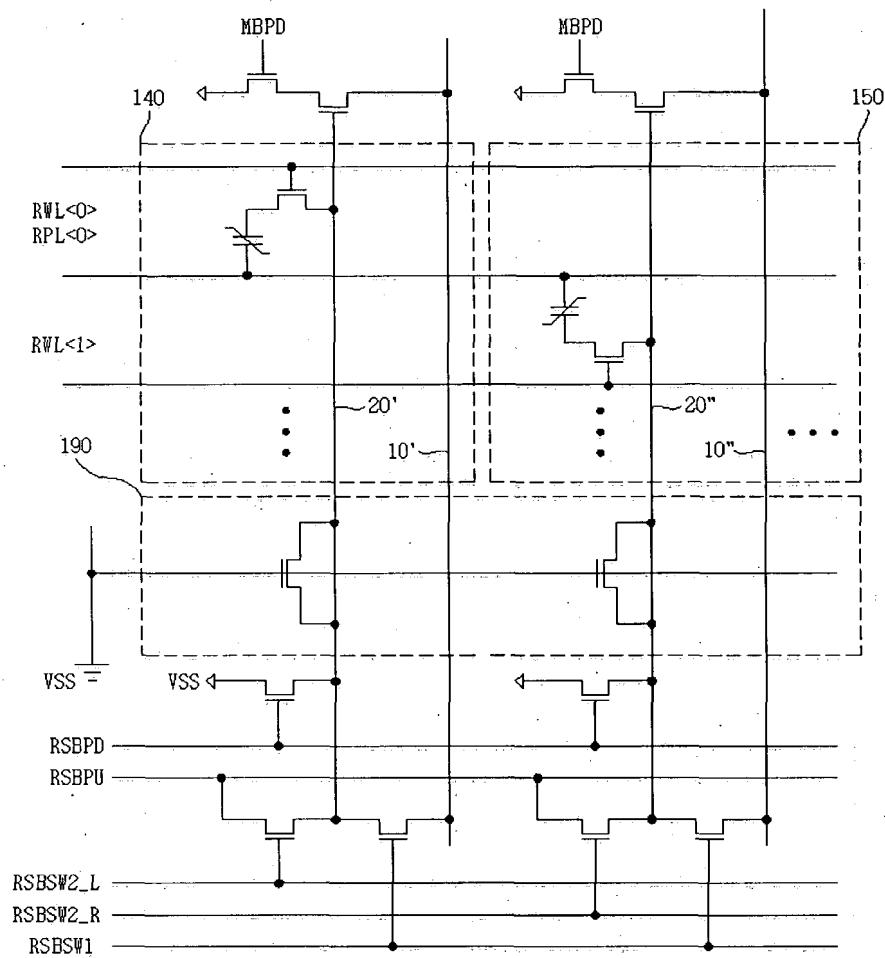 MBPD
MBPD
140
150
RWL<0>
RPL<0>
RWL<1>
20'
20"
10'
10"
190
VSS
VSS
RSBPD
RSBPU
RSBSW2_L
RSBSW2_R
RSBSW1